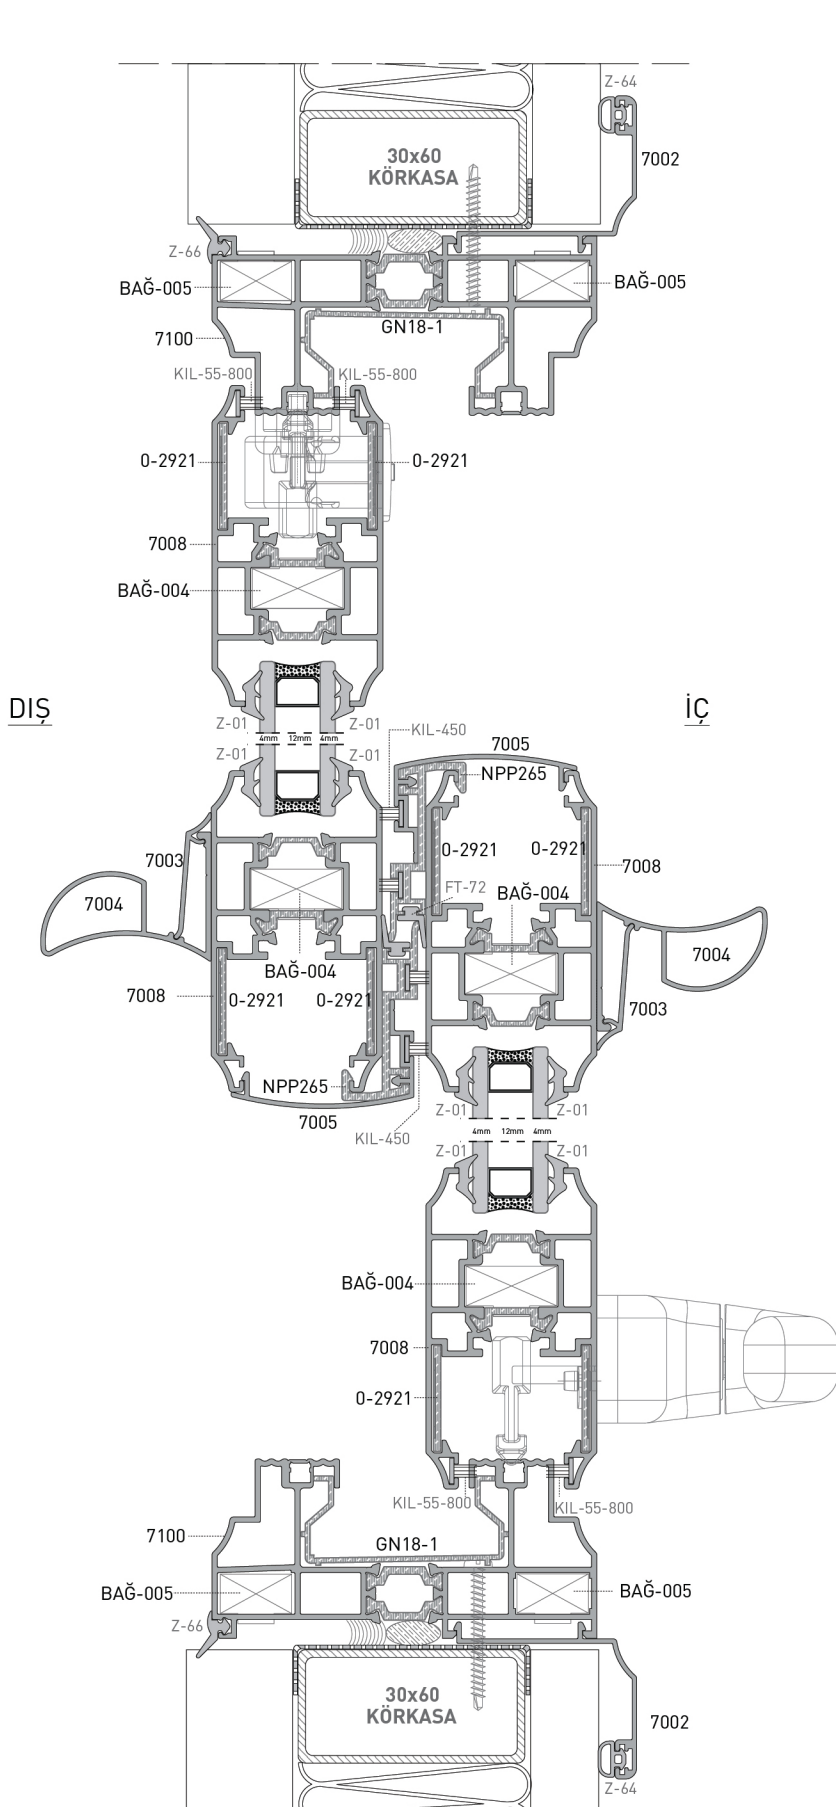 Z-64
7002
30x60
KÖRKASA
Z-66
BAĞ-005
BAĞ-005
GN18-1
7100
KIL-55-800
KIL-55-800
0-2921
0-2921
7008
BAĞ-004
DIŞ
İÇ
Z-01
Z-01
4mm 12mm 4mm
Z-01
Z-01
KIL-450
7005
NPP265
7003
0-2921
0-2921
7008
7004
FT-72
BAĞ-004
BAĞ-004
7004
7008
0-2921
0-2921
7003
NPP265
7005
KIL-450
Z-01
Z-01
4mm 12mm 4mm
Z-01
Z-01
BAĞ-004
7008
0-2921
KIL-55-800
KIL-55-800
7100
GN18-1
BAĞ-005
BAĞ-005
Z-66
30x60
KÖRKASA
7002
Z-64